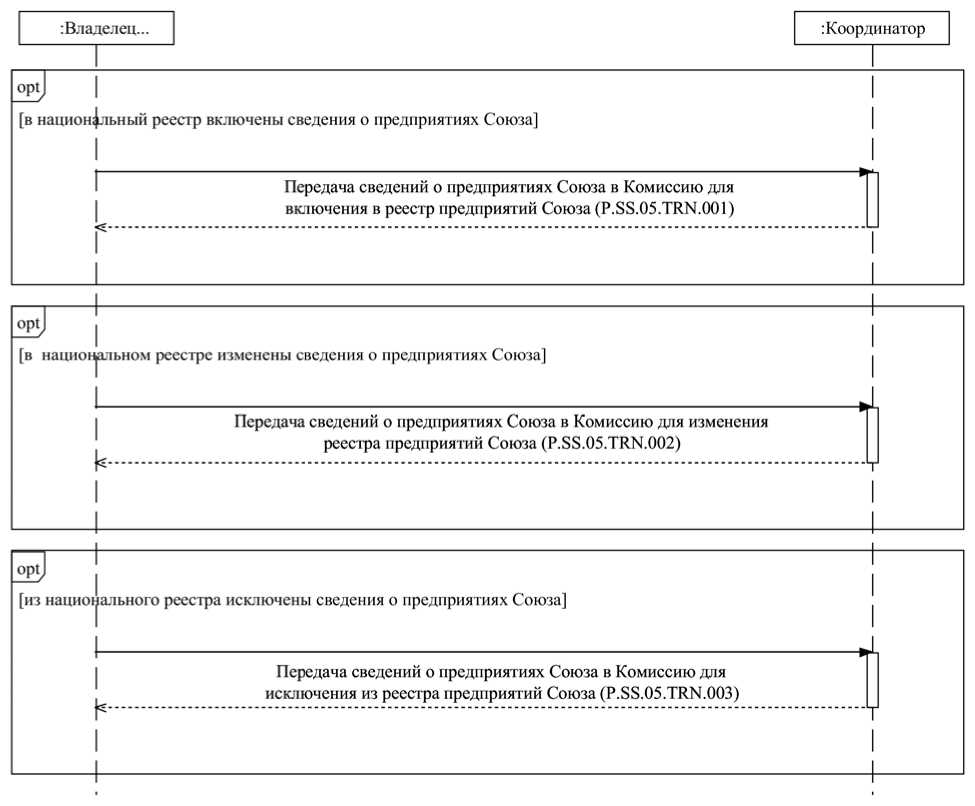 :Владелец...
:Координатор
opt
[в национальный реестр включены сведения о предприятиях Союза]
Передача сведений о предприятиях Союза в Комиссию для
включения в реестр предприятий Союза (P.SS.05.TRN.001)
opt
[в национальном реестре изменены сведения о предприятиях Союза]
Передача сведений о предприятиях Союза в Комиссию для изменения
реестра предприятий Союза (P.SS.05.TRN.002)
opt
[из национального реестра исключены сведения о предприятиях Союза]
Передача сведений о предприятиях Союза в Комиссию для
исключения из реестра предприятий Союза (P.SS.05.TRN.003)